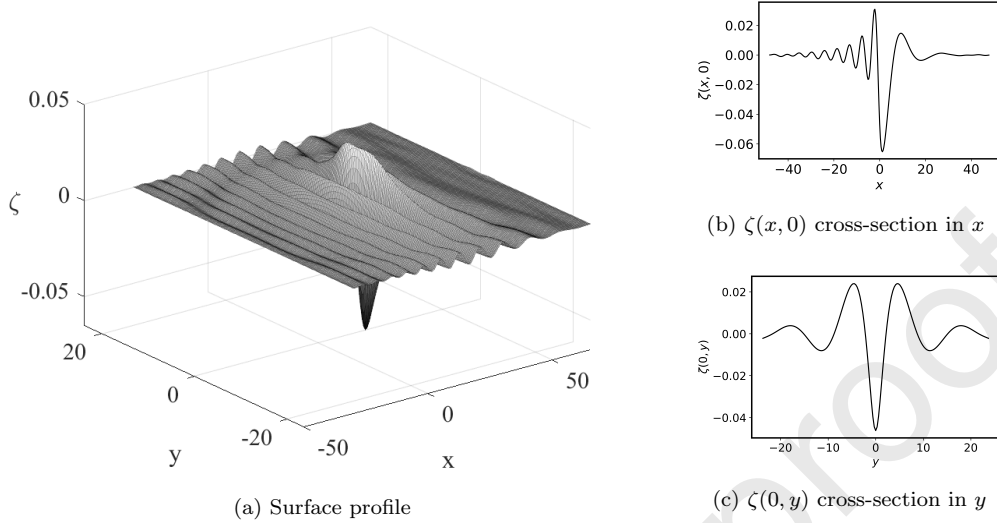 0.05
0
-0.05
ζ
20
0
-20
y
-50
0
50
x
(a) Surface profile
0.02
0.00
−0.02
−0.04
−0.06
ζ(x, 0)
−40 −20 0 20 40
x
(b) ζ(x, 0) cross-section in x
0.02
0.00
−0.02
−0.04
ζ(0, y)
−20 −10 0 10 20
y
(c) ζ(0, y) cross-section in y
proof